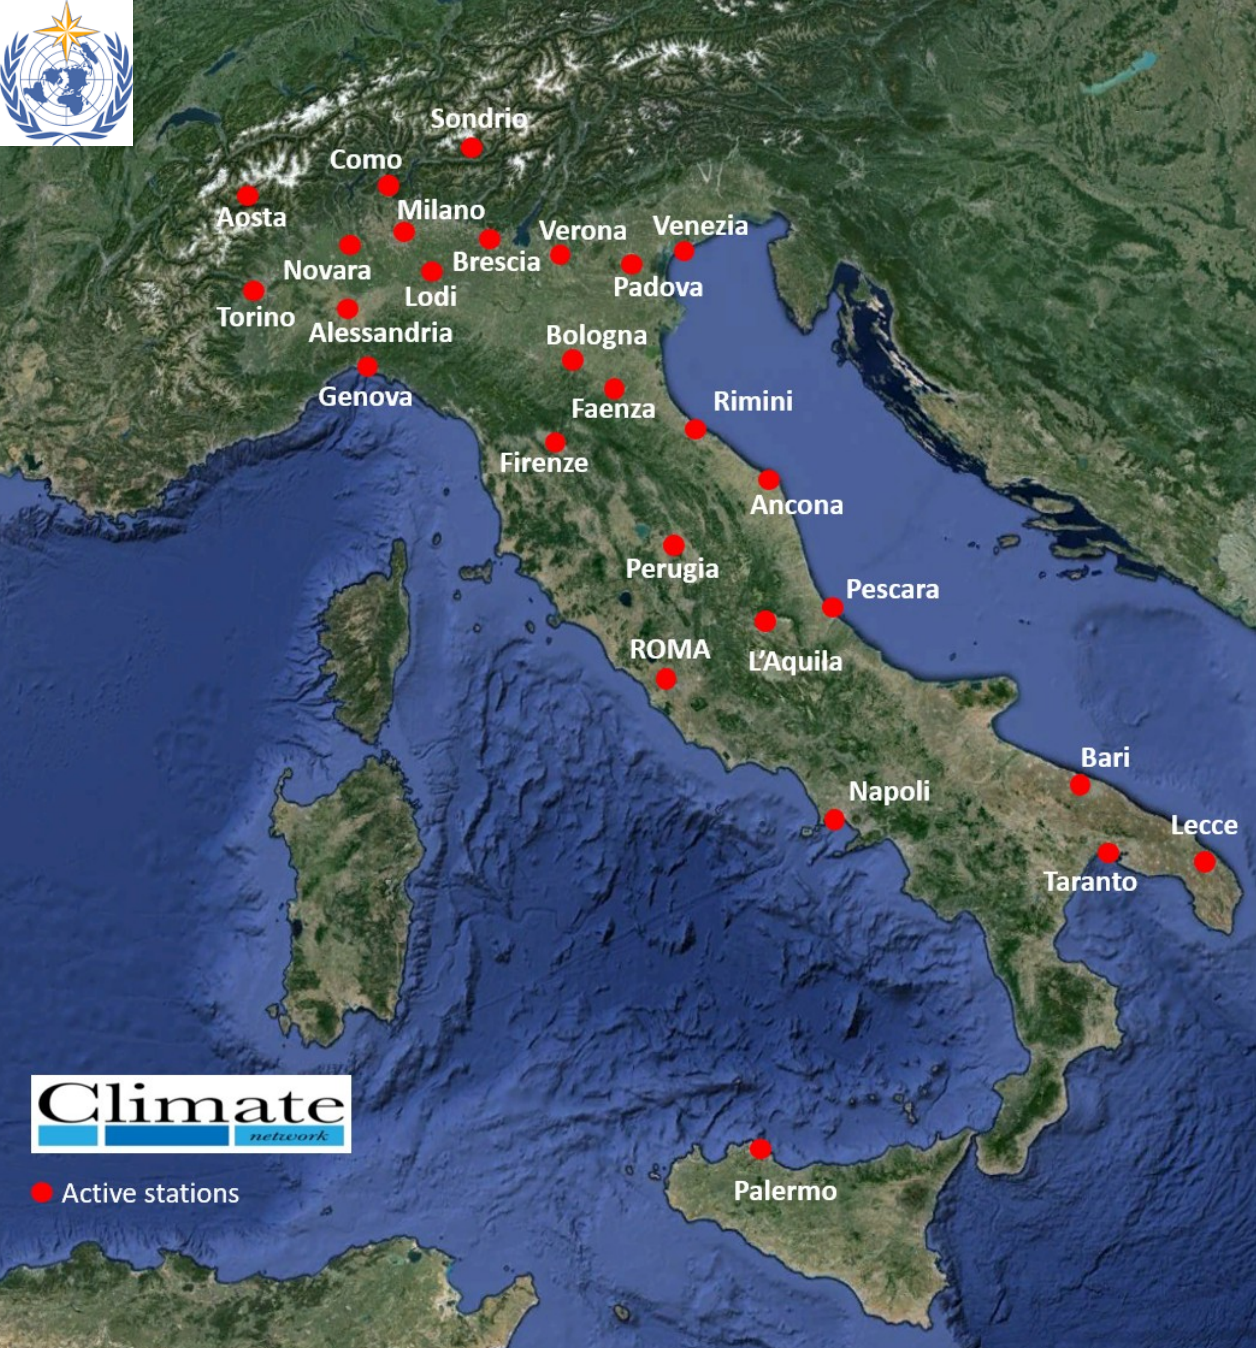 Sondrio
Como
Aosta
Milano
Venezia
Verona
Brescia
Novara
Padova
Lodi
Torino
Alessandria
Bologna
Genova
Rimini
Faenza
Firenze
Ancona
Perugia
Pescara
ROMA
L'Aquila
Bari
Napoli
Lecce
Taranto
Climate
network
Active stations
Palermo